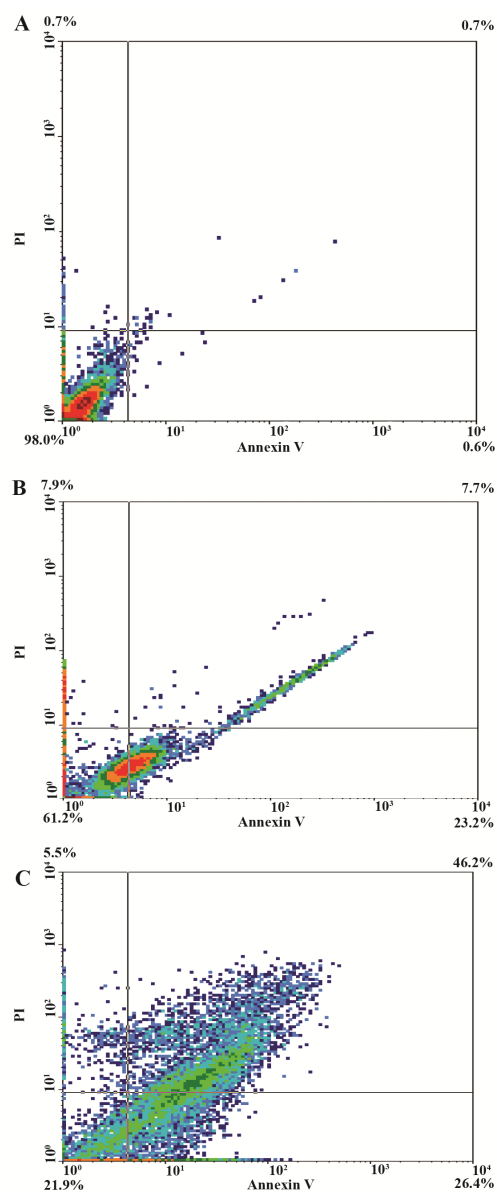 A
0.7% 0.7%
10⁴
10³
10²
10¹
10⁰
PI
10⁰ 10¹ 10² 10³ 10⁴
98.0% Annexin V 0.6%
B
7.9% 7.7%
10⁴
10³
10²
10¹
10⁰
PI
10⁰ 10¹ 10² 10³ 10⁴
61.2% Annexin V 23.2%
C
5.5% 46.2%
10⁴
10³
10²
10¹
10⁰
PI
10⁰ 10¹ 10² 10³ 10⁴
21.9% Annexin V 26.4%